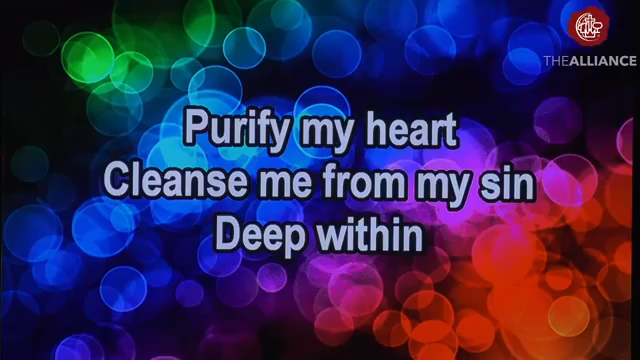 THEALLIANCE
Purify my heart
Cleanse me from my sin
Deep within